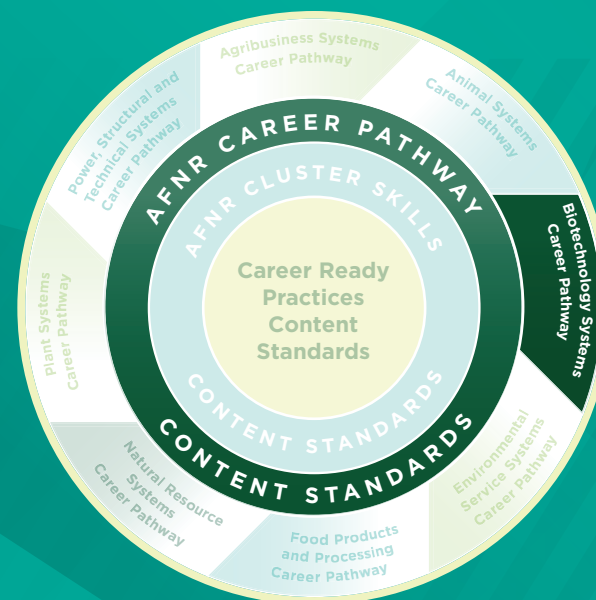 Agribusiness Systems
Career Pathway
Animal Systems
Career Pathway
Biotechnology Systems
Career Pathway
Environmental
Service Systems
Career Pathway
Food Products
and Processing
Career Pathway
Natural Resource
Systems
Career Pathway
Plant Systems
Career Pathway
Power, Structural and
Technical Systems
Career Pathway
AFNR CAREER PATHWAY
CONTENT STANDARDS
AFNR CLUSTER SKILLS
CONTENT STANDARDS
Career Ready
Practices
Content
Standards